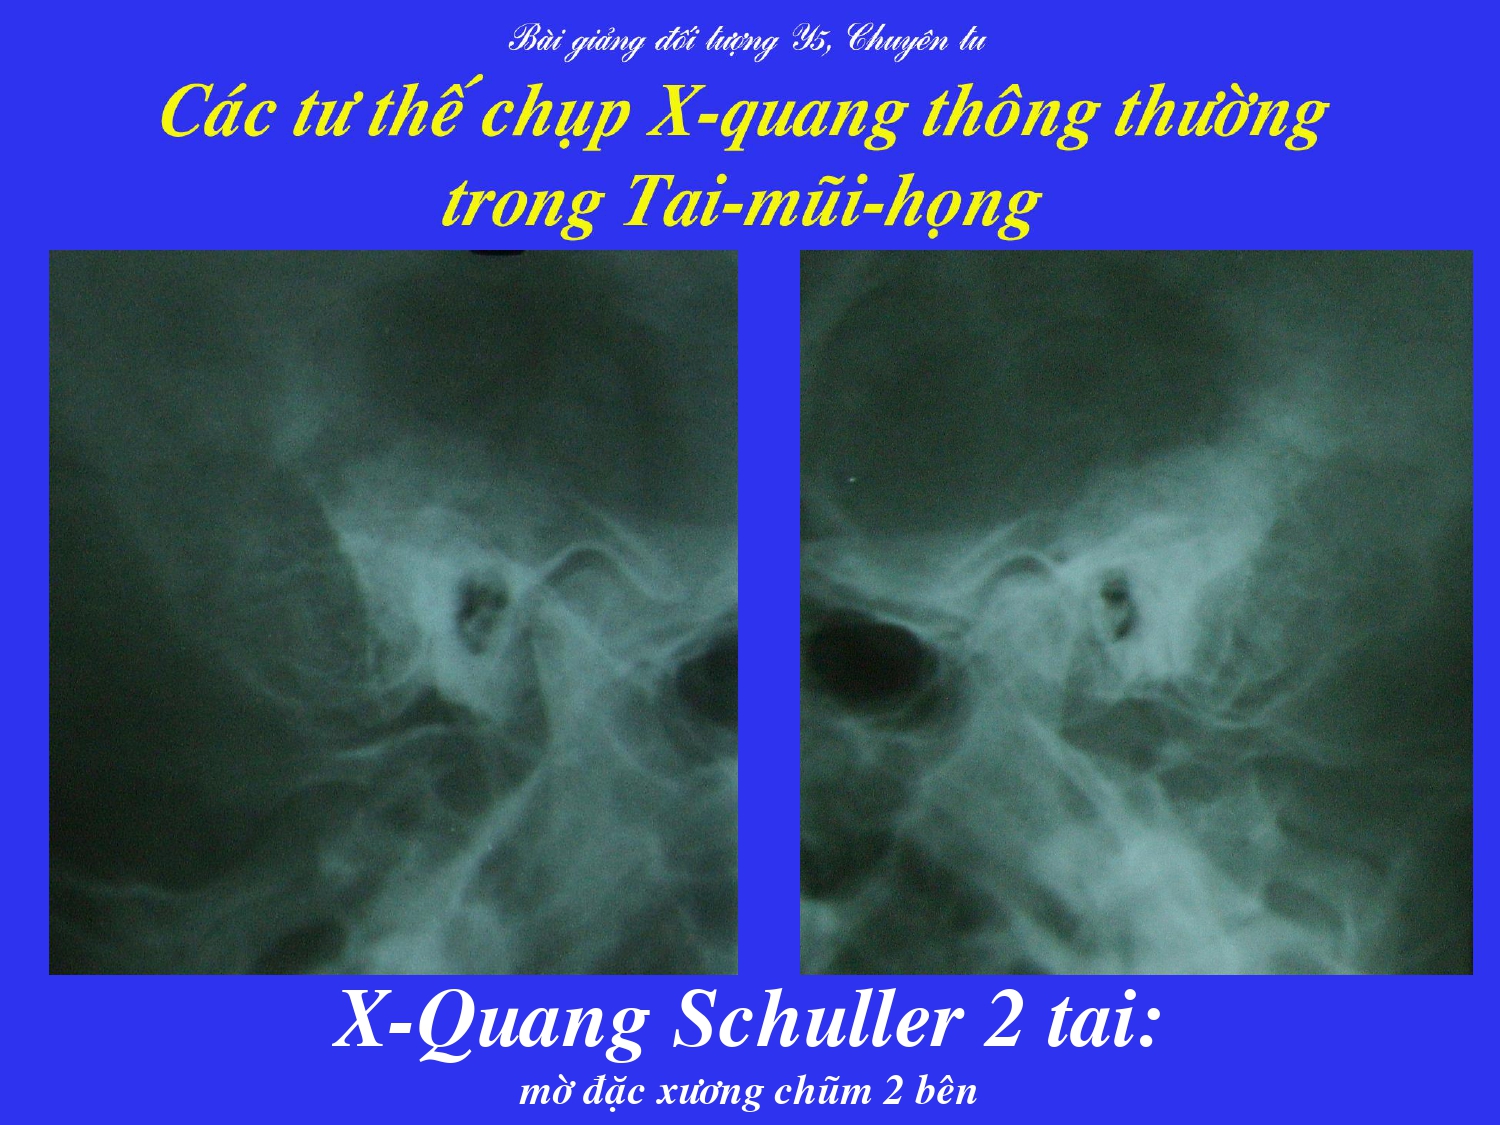 Bài giảng đối tượng Y5, Chuyên tu
Các tư thế chụp X-quang thông thường
trong Tai-mũi-họng
X-Quang Schuller 2 tai:
mờ đặc xương chũm 2 bên